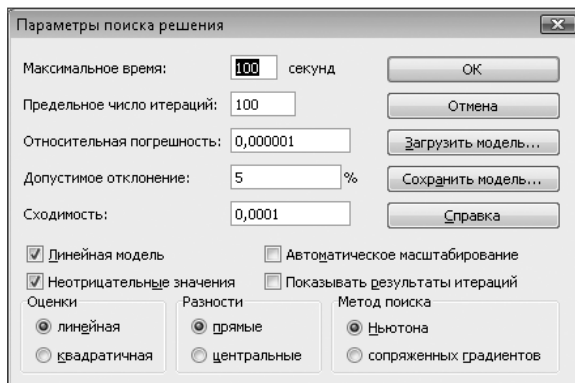 Параметры поиска решения
Максимальное время: 100 секунд ОК
Предельное число итераций: 100 Отмена
Относительная погрешность: 0,000001 Загрузить модель...
Допустимое отклонение: 5 % Сохранить модель...
Сходимость: 0,0001 Справка
Линейная модель Автоматическое масштабирование
Неотрицательные значения Показывать результаты итераций
Оценки Разности Метод поиска
линейная прямые Ньютона
квадратичная центральные сопряженных градиентов